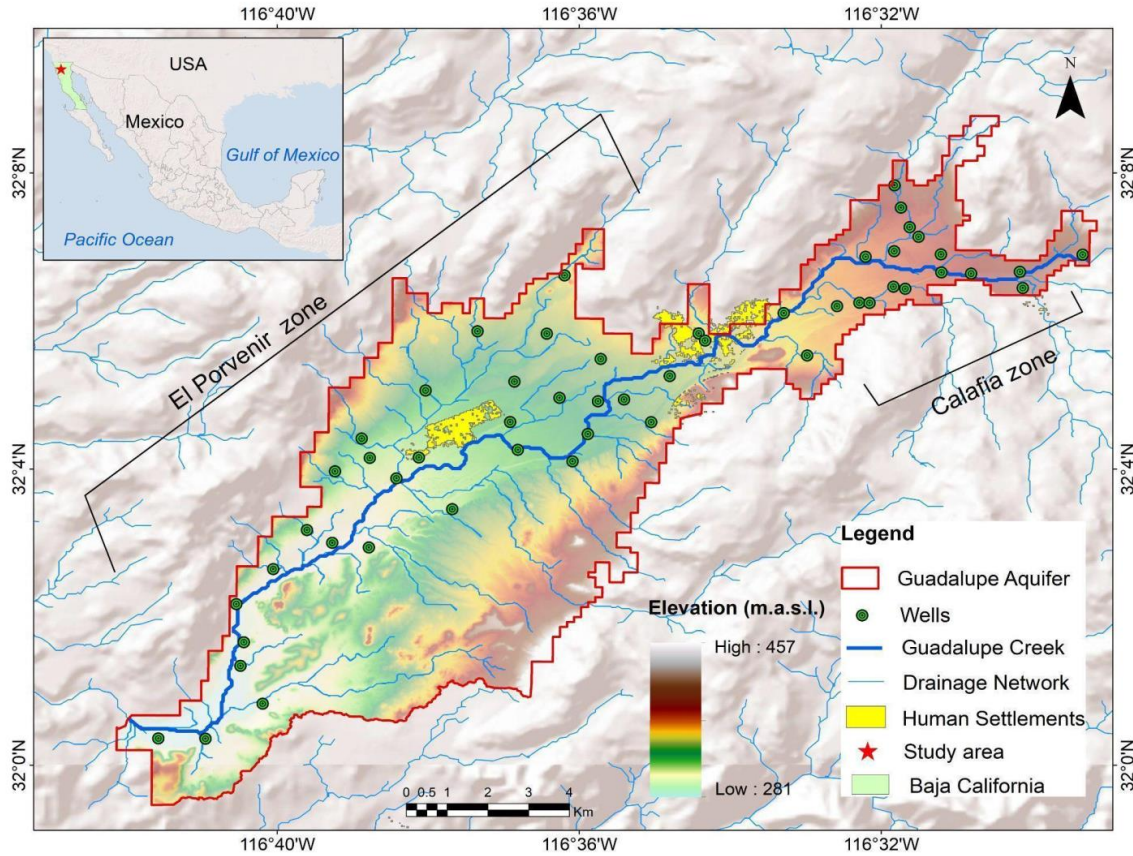 116°40'W
116°36'W
116°32'W
USA
Mexico
Gulf of Mexico
Pacific Ocean
N
32°8'N
32°8'N
El Porvenir zone
Calafia zone
32°4'N
32°4'N
Legend
Guadalupe Aquifer
Wells
Guadalupe Creek
Drainage Network
Human Settlements
Study area
Baja California
Elevation (m.a.s.l.)
High : 457
Low : 281
32°0'N
32°0'N
0 0.5 1 2 3 4
Km
116°40'W
116°36'W
116°32'W